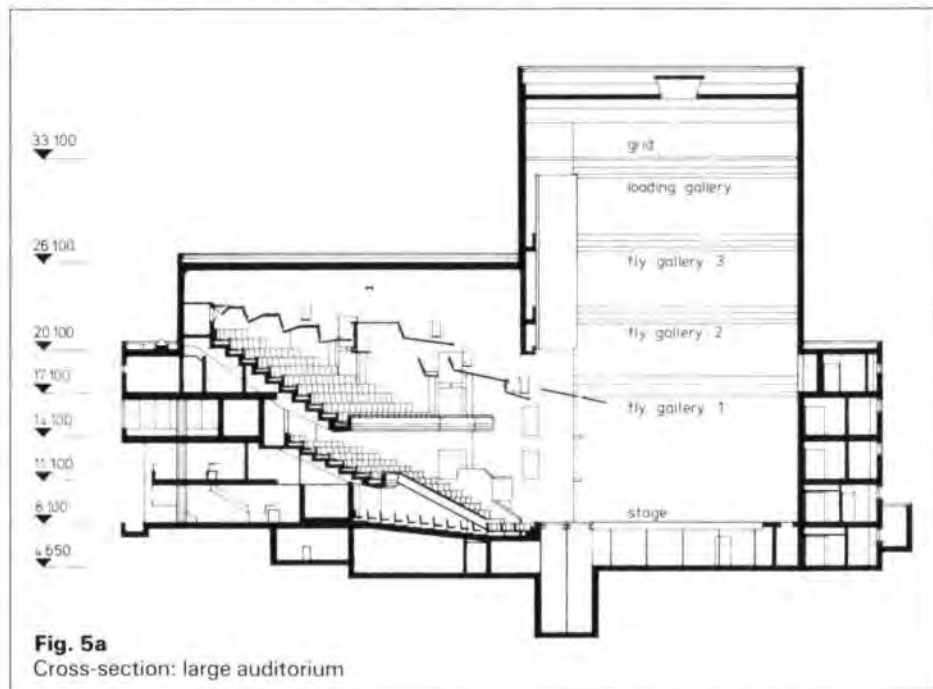 33 100
grid
loading gallery
26 100
fly gallery 3
fly gallery 2
20 100
17 100
fly gallery 1
14 100
11 100
stage
8 100
4 650
Fig. 5a
Cross-section: large auditorium